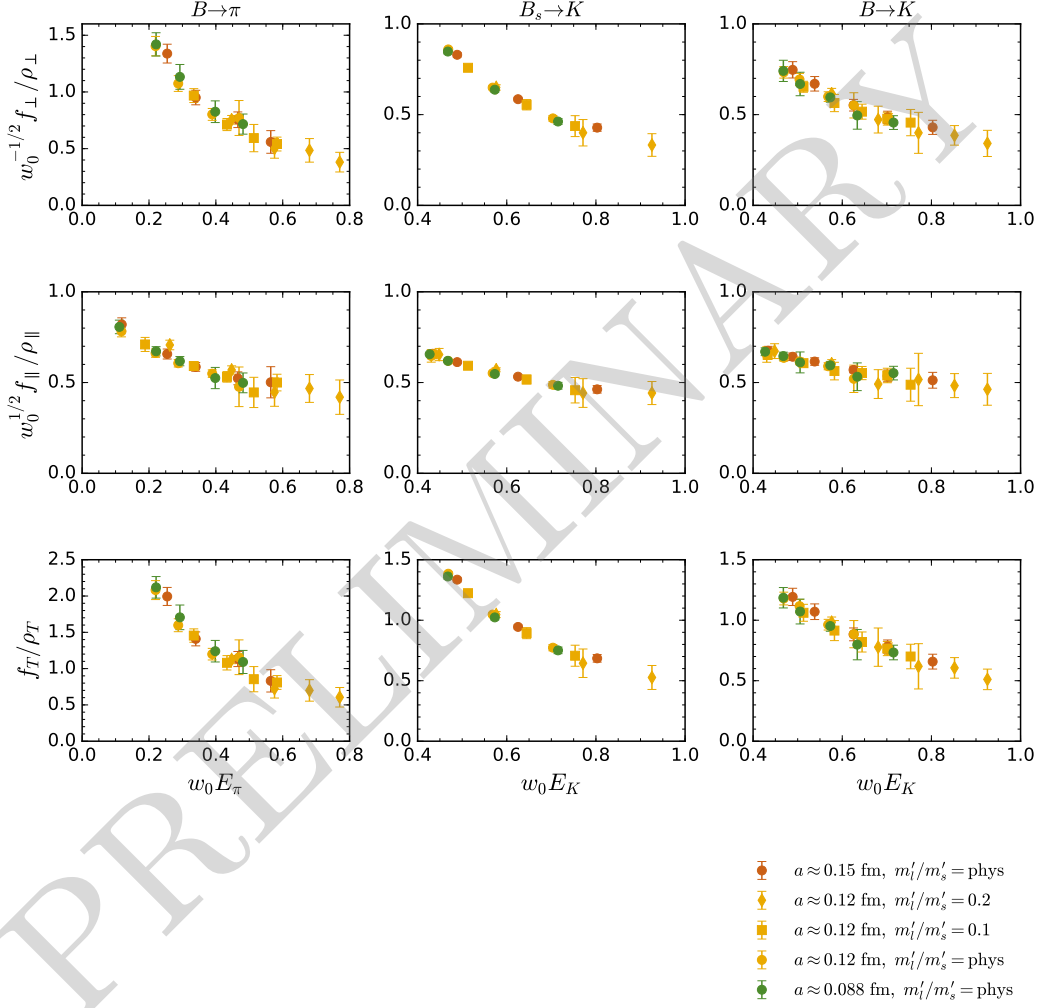 B→π
B_s→K
B→K
w_0^{-1/2} f_⊥/ρ_⊥
0.0 0.5 1.0 1.5
0.0 0.2 0.4 0.6 0.8
0.0 0.5 1.0
0.4 0.6 0.8 1.0
0.0 0.2 0.4 0.6 0.8 1.0
0.4 0.6 0.8 1.0
w_0^{1/2} f_∥/ρ_∥
0.0 0.5 1.0
0.0 0.2 0.4 0.6 0.8
0.0 0.5 1.0
0.4 0.6 0.8 1.0
0.0 0.5 1.0
0.4 0.6 0.8 1.0
f_T/ρ_T
0.0 0.5 1.0 1.5 2.0 2.5
0.0 0.2 0.4 0.6 0.8
0.0 0.5 1.0 1.5
0.4 0.6 0.8 1.0
0.0 0.5 1.0 1.5
0.4 0.6 0.8 1.0
w_0E_π
w_0E_K
w_0E_K
PRELIMINARY
a≈0.15 fm, m′_l/m′_s=phys
a≈0.12 fm, m′_l/m′_s=0.2
a≈0.12 fm, m′_l/m′_s=0.1
a≈0.12 fm, m′_l/m′_s=phys
a≈0.088 fm, m′_l/m′_s=phys